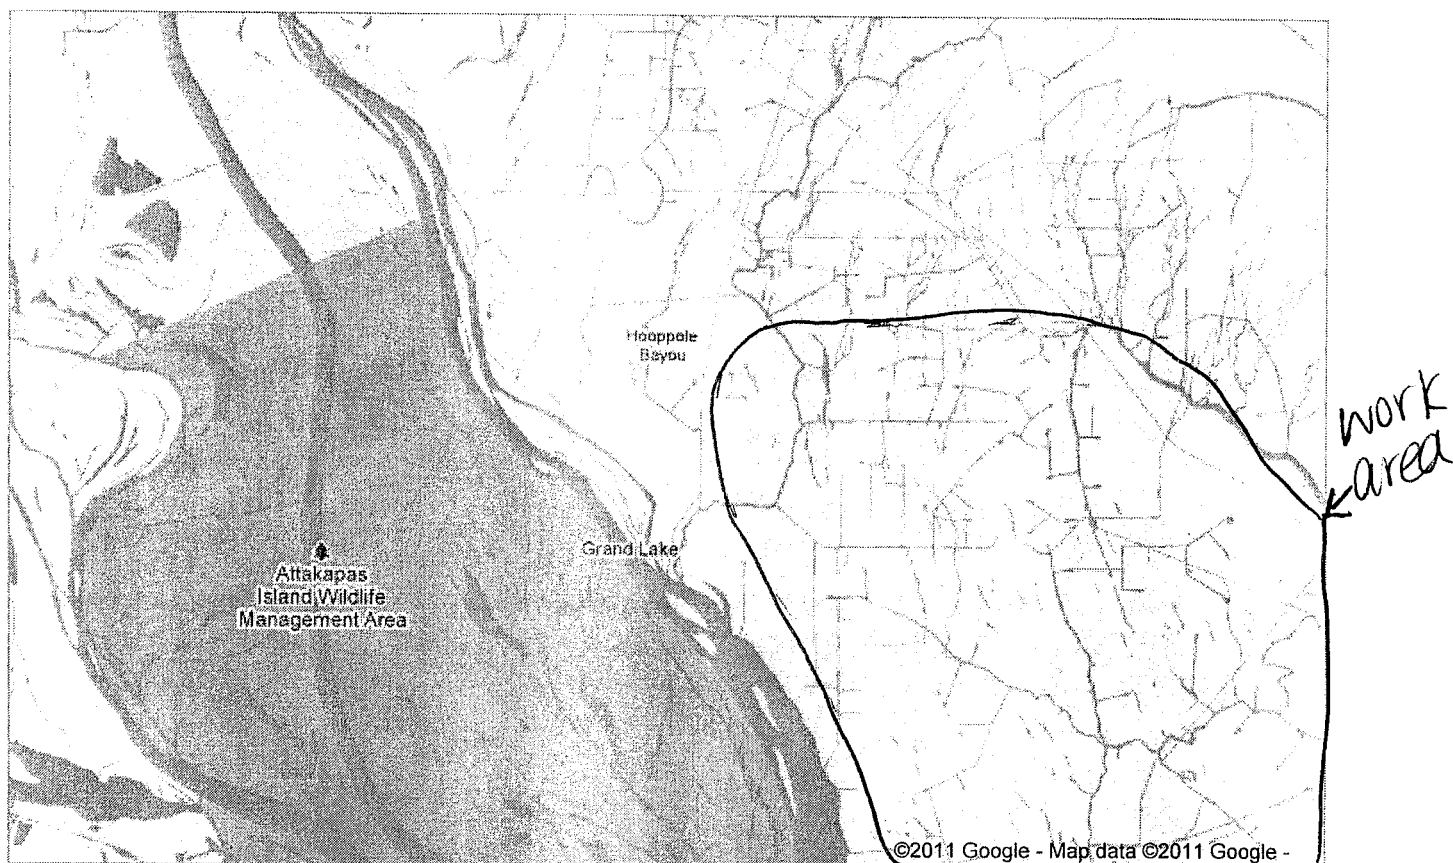 Hooppole
Bayou
work
area
Grand Lake
Attakapas
Island Wildlife
Management Area
©2011 Google - Map data ©2011 Google -